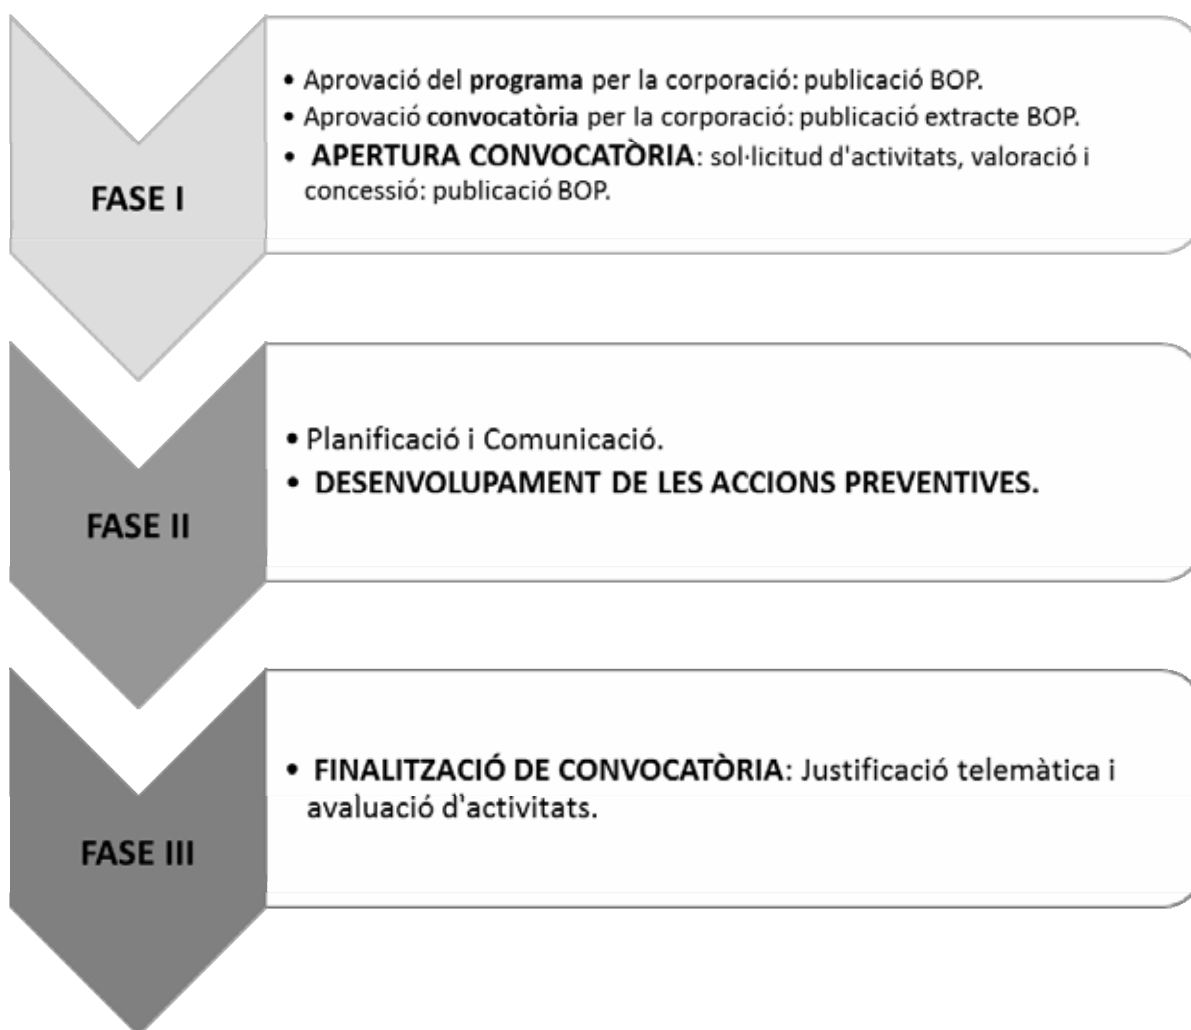 FASE I
• Aprovació del programa per la corporació: publicació BOP.
• Aprovació convocatòria per la corporació: publicació extracte BOP.
• APERTURA CONVOCATÒRIA: sol·licitud d'activitats, valoració i
concessió: publicació BOP.
FASE II
• Planificació i Comunicació.
• DESENVOLUPAMENT DE LES ACCIONS PREVENTIVES.
FASE III
• FINALITZACIÓ DE CONVOCATÒRIA: Justificació telemàtica i
avaluació d'activitats.